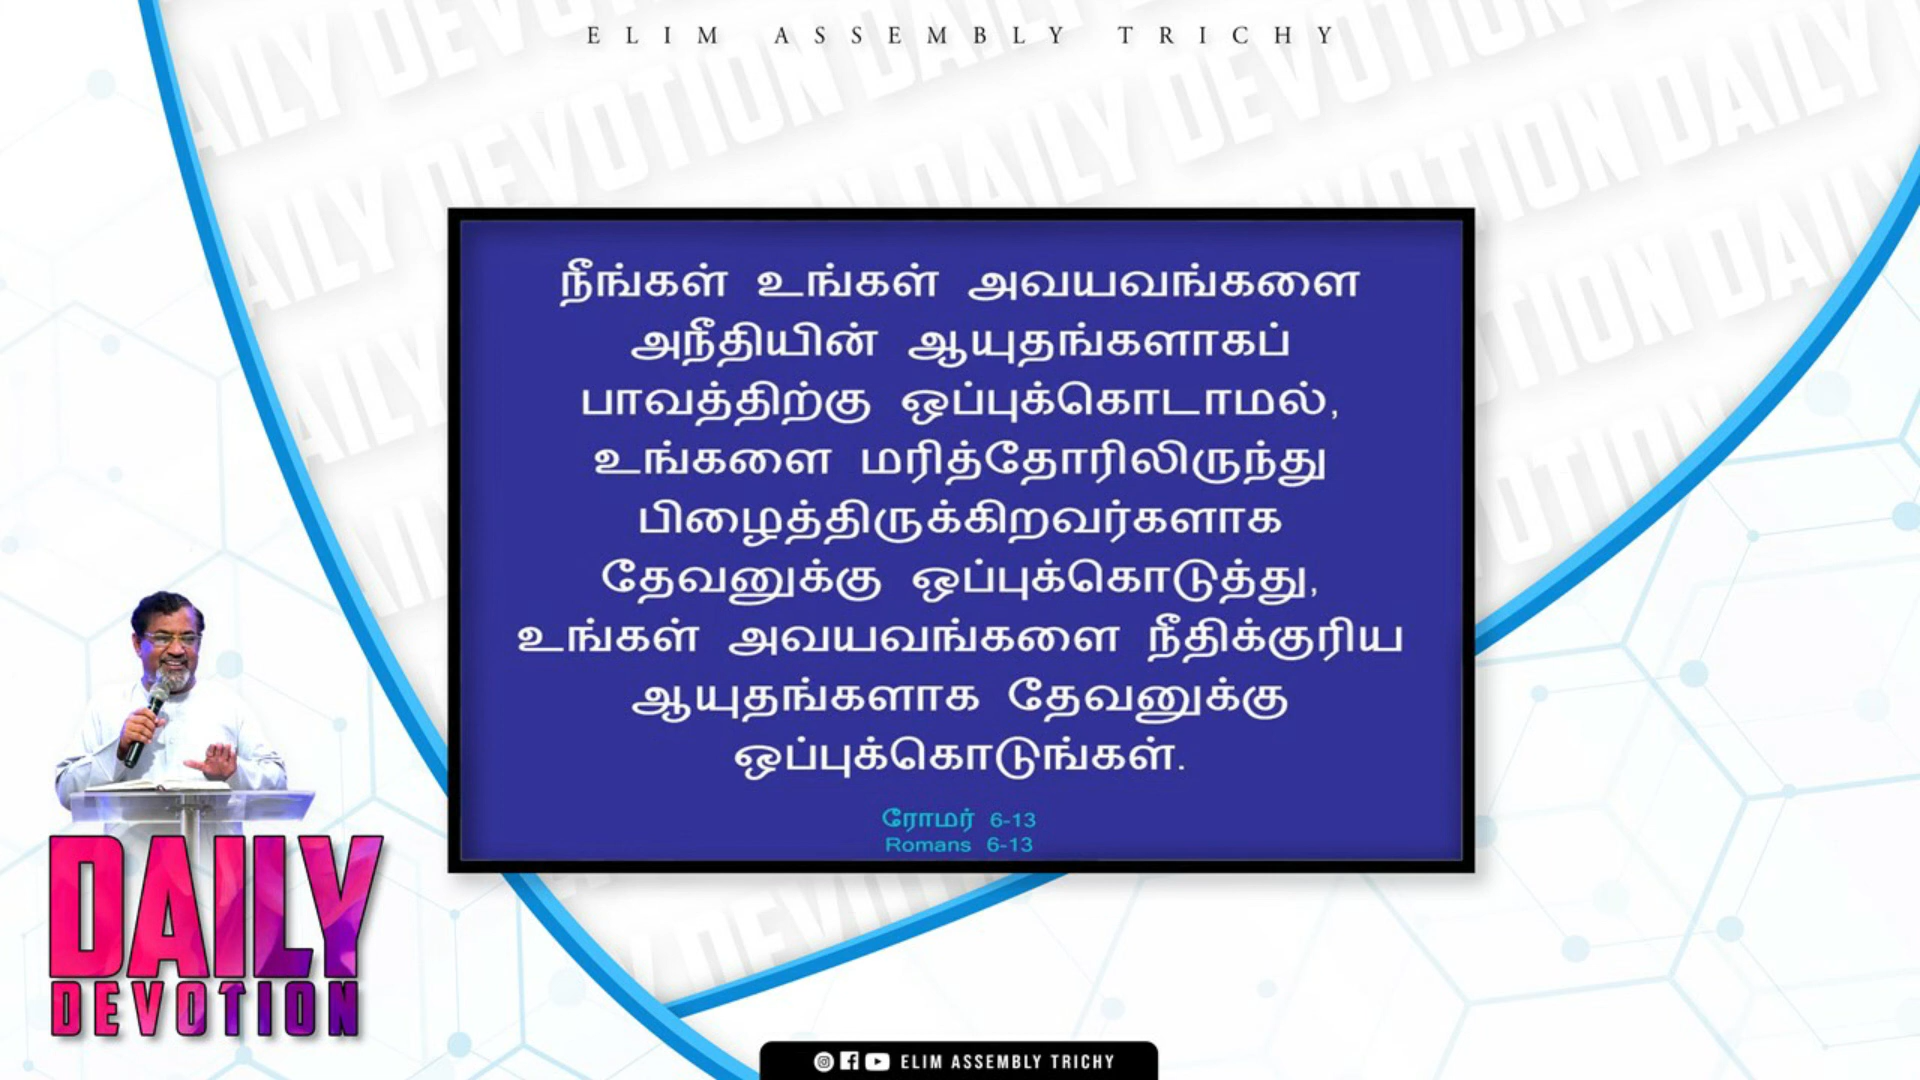 ELIM ASSEMBLY TRICHY
நீங்கள் உங்கள் அவயவங்களை
அநீதியின் ஆயுதங்களாகப்
பாவத்திற்கு ஒப்புக்கொடாமல்,
உங்களை மரித்தோரிலிருந்து
பிழைத்திருக்கிறவர்களாக
தேவனுக்கு ஒப்புக்கொடுத்து,
உங்கள் அவயவங்களை நீதிக்குரிய
ஆயுதங்களாக தேவனுக்கு
ஒப்புக்கொடுங்கள்.
ரோமர் 6-13
Romans 6-13
DAILY
DEVOTION
ELIM ASSEMBLY TRICHY